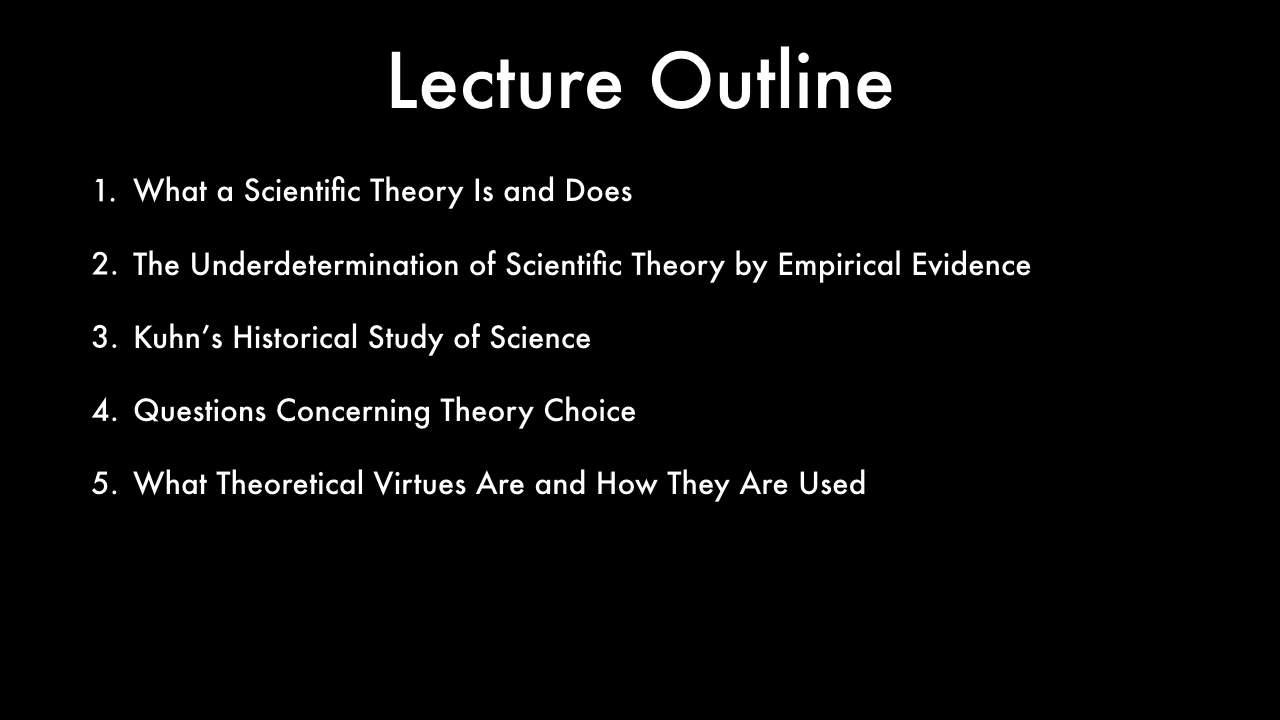 Lecture Outline
1. What a Scientific Theory Is and Does
2. The Underdetermination of Scientific Theory by Empirical Evidence
3. Kuhn’s Historical Study of Science
4. Questions Concerning Theory Choice
5. What Theoretical Virtues Are and How They Are Used